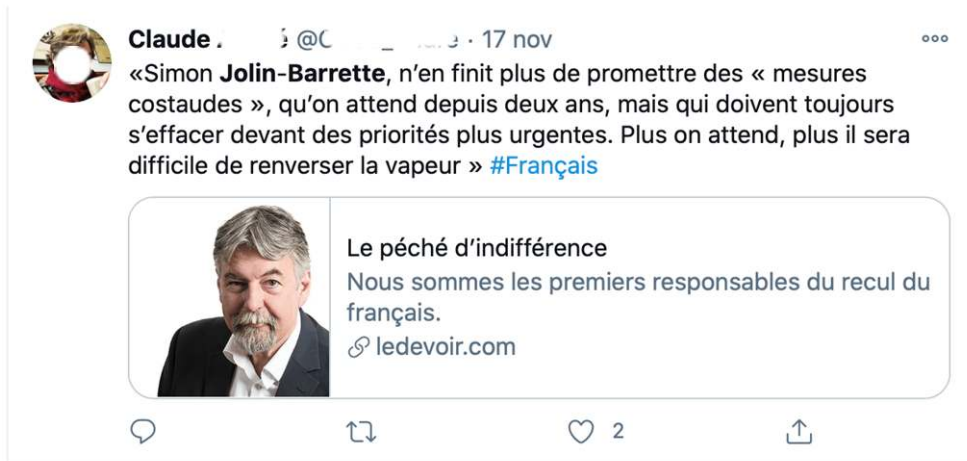 Claude · 17 nov
«Simon Jolin-Barrette, n’en finit plus de promettre des « mesures
costaudes », qu’on attend depuis deux ans, mais qui doivent toujours
s’effacer devant des priorités plus urgentes. Plus on attend, plus il sera
difficile de renverser la vapeur » #Français
Le péché d’indifférence
Nous sommes les premiers responsables du recul du
français.
ledevoir.com
2